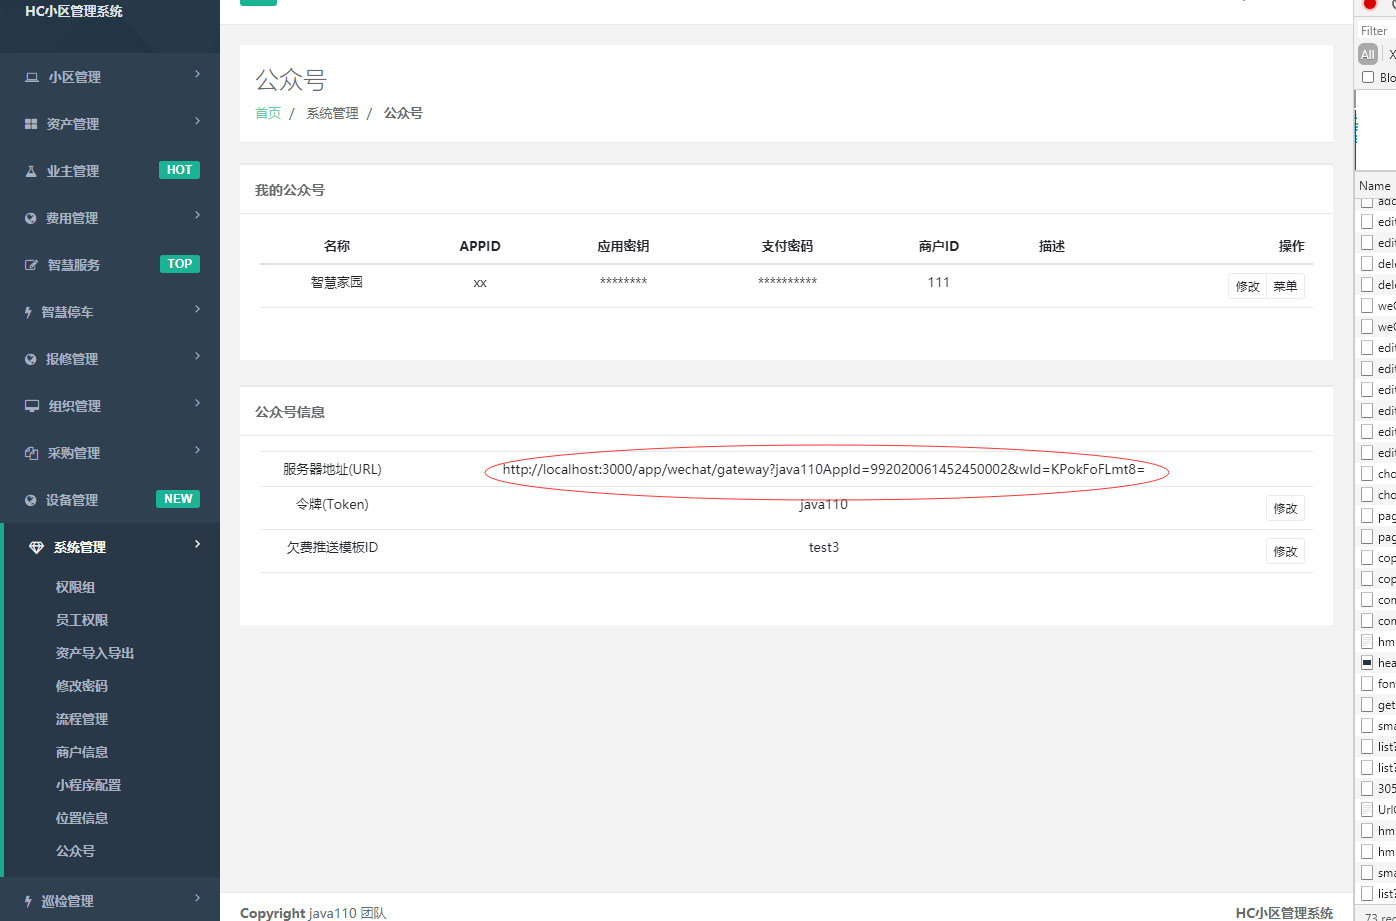 HC小区管理系统
小区管理
资产管理
业主管理 HOT
费用管理
智慧服务 TOP
智慧停车
报修管理
组织管理
采购管理
设备管理 NEW
系统管理
权限组
员工权限
资产导入导出
修改密码
流程管理
商户信息
小程序配置
位置信息
公众号
巡检管理
公众号
首页 / 系统管理 / 公众号
我的公众号
名称 APPID 应用密钥 支付密码 商户ID 描述 操作
智慧家园 xx ******** ********** 111 修改 菜单
公众号信息
服务器地址(URL) http://localhost:3000/app/wechat/gateway?java110AppId=992020061452450002&wId=KPokFoFLmt8=
令牌(Token) java110 修改
欠费推送模板ID test3 修改
Copyright java110 团队 HC小区管理系统
Filter
All X
Blo
Name
add
edit
edit
dele
dele
we
we
edit
edit
edit
edit
edit
edit
cho
cho
pag
pag
cop
cop
con
con
hm
hea
fon
get
sma
list?
list?
305
Url
hm
hm
sma
list?
73 req